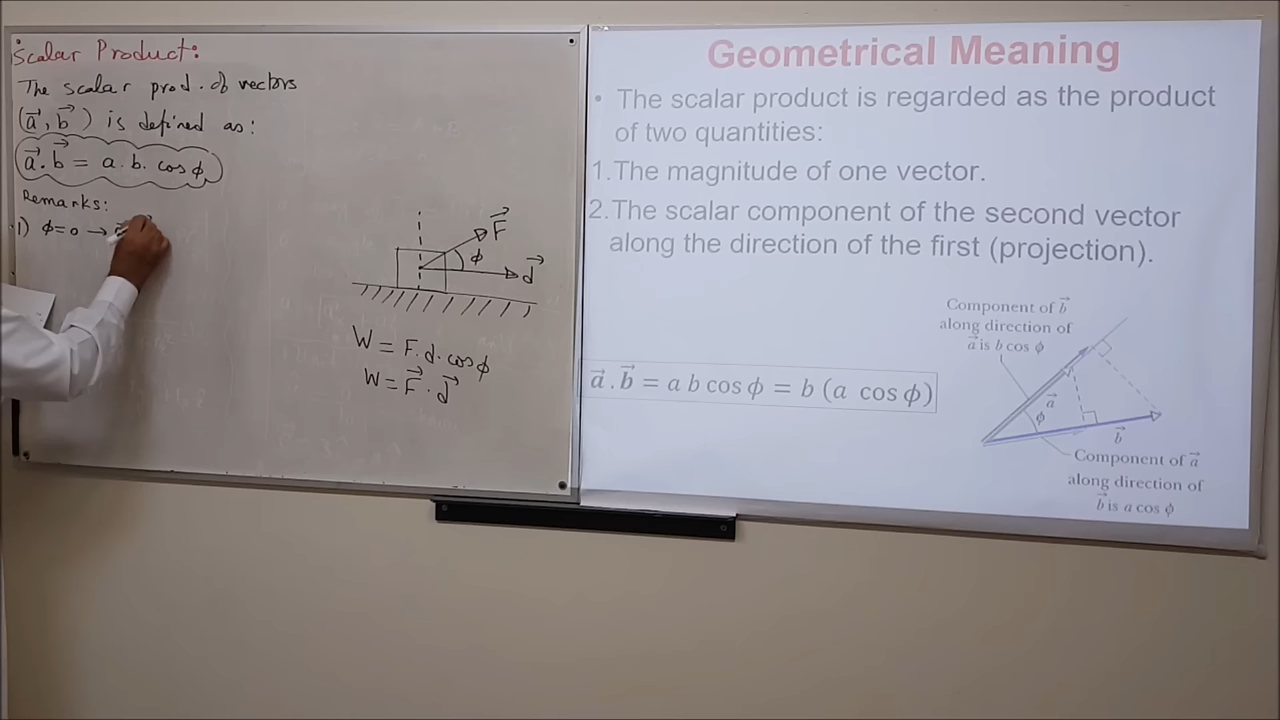 Scalar Product:
The scalar prod. of vectors
(a⃗, b⃗) is defined as:
a⃗. b⃗ = a. b. cos ϕ
Remarks:
1) ϕ = 0 →
F⃗
ϕ
d⃗
W = F. d. cos ϕ
W = F⃗ . d⃗
Geometrical Meaning
• The scalar product is regarded as the product
of two quantities:
1.The magnitude of one vector.
2.The scalar component of the second vector
along the direction of the first (projection).
a⃗ . b⃗ = a b cos ϕ = b (a cos ϕ)
Component of b⃗
along direction of
a⃗ is b cos ϕ
a⃗
ϕ
b⃗
Component of a⃗
along direction of
b⃗ is a cos ϕ